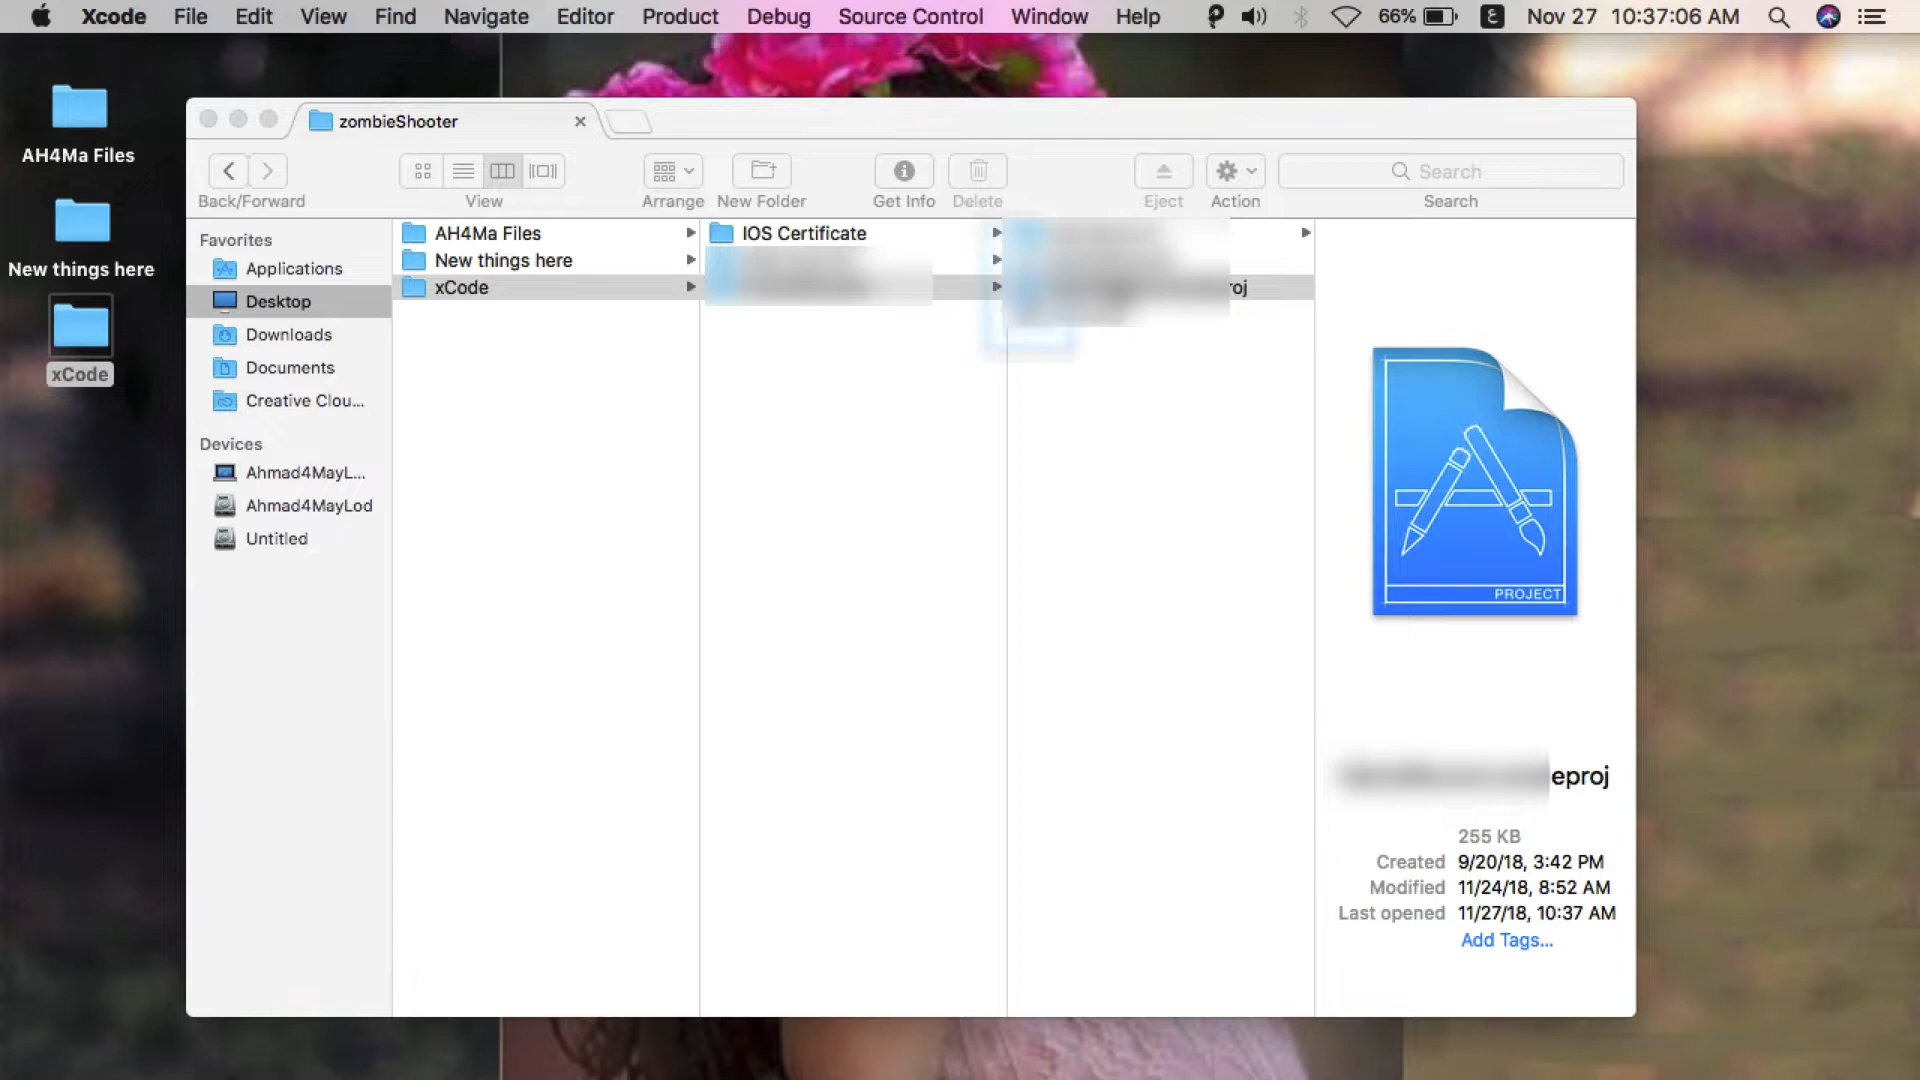 Xcode File Edit View Find Navigate Editor Product Debug Source Control Window Help 66% ع Nov 27 10:37:06 AM
AH4Ma Files
New things here
xCode
zombieShooter
Back/Forward View Arrange New Folder Get Info Delete Eject Action Search
Search
Favorites
Applications
Desktop
Downloads
Documents
Creative Clou...
Devices
Ahmad4MayL...
Ahmad4MayLod
Untitled
AH4Ma Files
New things here
xCode
IOS Certificate
roj
PROJECT
eproj
255 KB
Created 9/20/18, 3:42 PM
Modified 11/24/18, 8:52 AM
Last opened 11/27/18, 10:37 AM
Add Tags...